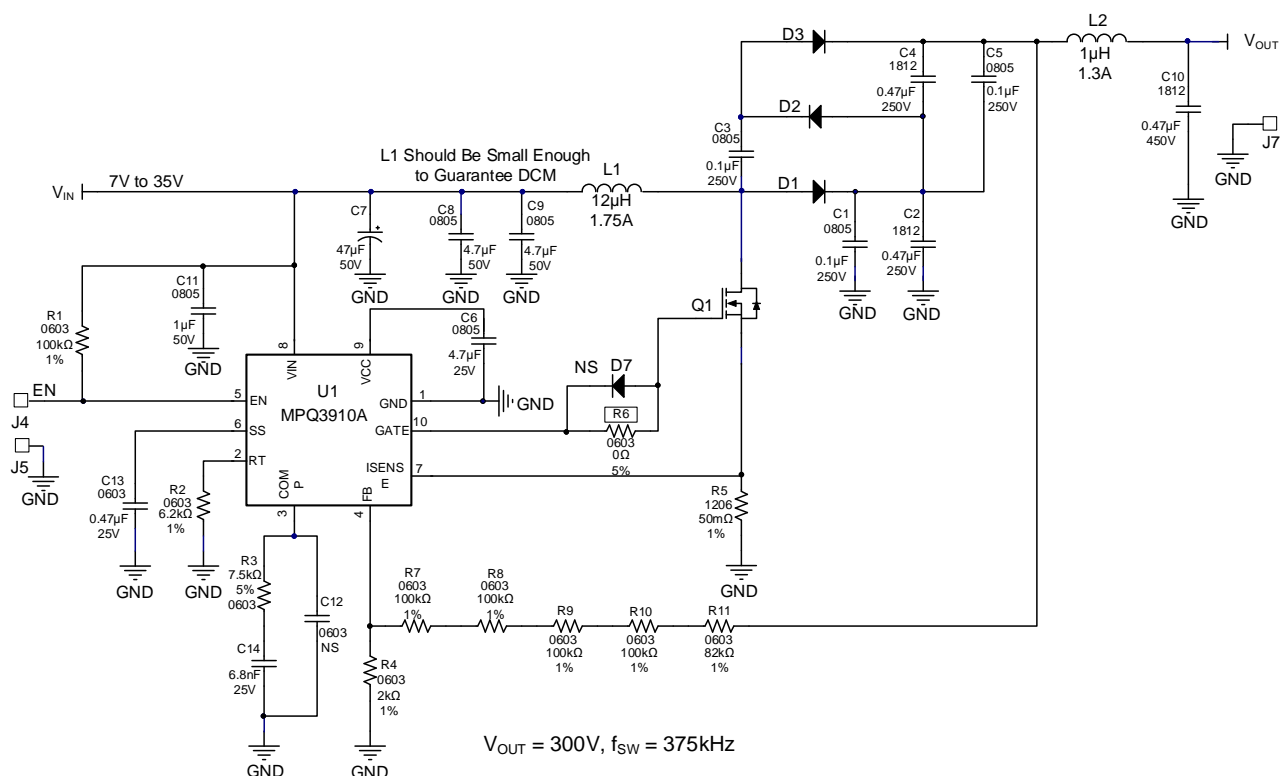 D3
C4
1812
0.47µF
250V
C5
0805
0.1µF
250V
L2
1µH
1.3A
VOUT
C10
1812
0.47µF
450V
GND
J7
GND
D2
C3
0805
0.1µF
250V
D1
C1
0805
0.1µF
250V
GND
C2
1812
0.47µF
250V
GND
L1 Should Be Small Enough
to Guarantee DCM
L1
12µH
1.75A
VIN
7V to 35V
C7
47µF
50V
GND
C8
0805
4.7µF
50V
GND
C9
0805
4.7µF
50V
GND
C11
0805
1µF
50V
GND
R1
0603
100kΩ
1%
C6
0805
4.7µF
25V
GND
Q1
NS
D7
R6
0603
0Ω
5%
EN
J4
J5
GND
U1
MPQ3910A
8
VIN
9
VCC
5
EN
6
SS
2
RT
1
GND
10
GATE
7
ISENS
E
3
COM
P
4
FB
C13
0603
0.47µF
25V
GND
R2
0603
6.2kΩ
1%
GND
R3
7.5kΩ
5%
0603
C14
6.8nF
25V
GND
C12
0603
NS
R5
1206
50mΩ
1%
GND
R7
0603
100kΩ
1%
R8
0603
100kΩ
1%
R9
0603
100kΩ
1%
R10
0603
100kΩ
1%
R11
0603
82kΩ
1%
R4
0603
2kΩ
1%
GND
VOUT = 300V, fSW = 375kHz